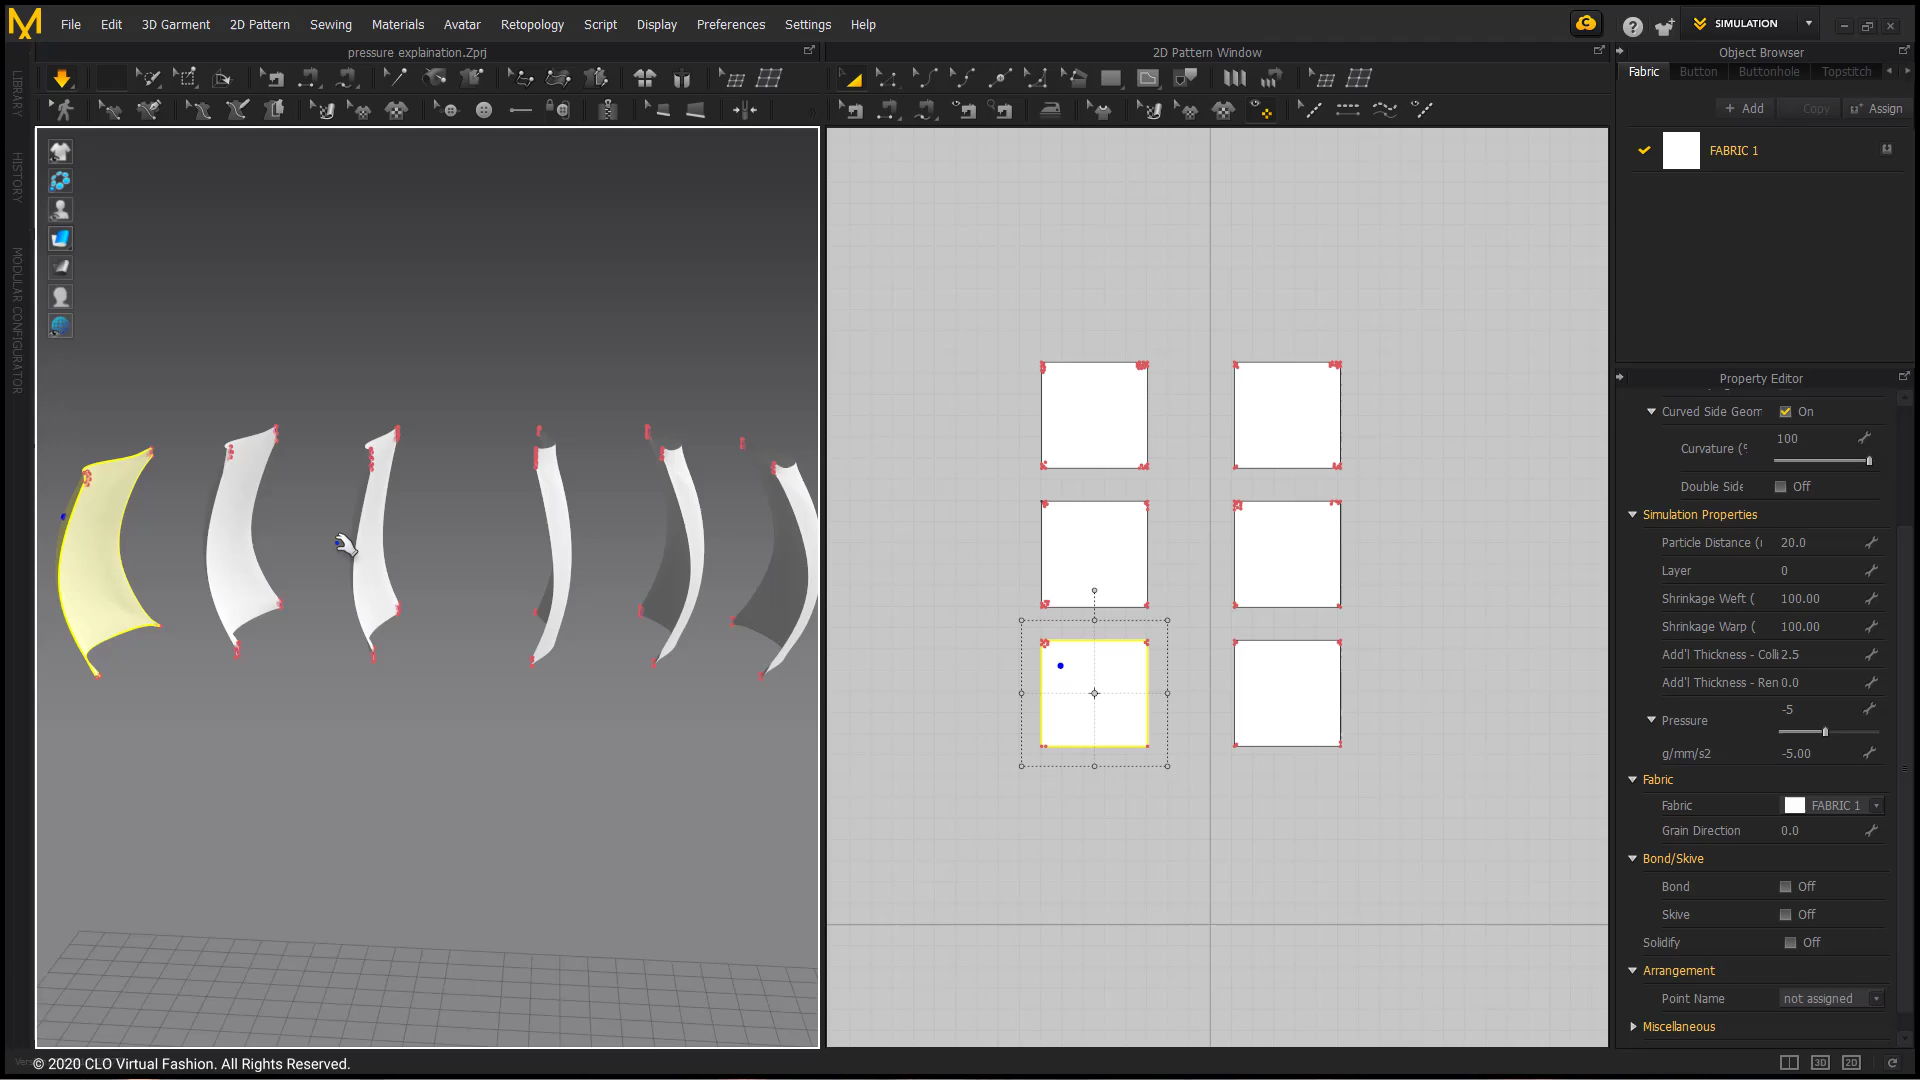 File Edit 3D Garment 2D Pattern Sewing Materials Avatar Retopology Script Display Preferences Settings Help
SIMULATION
pressure explaination.Zprj
2D Pattern Window
Object Browser
Fabric Button Buttonhole Topstitch
+ Add Copy Assign
FABRIC 1
LIBRARY
HISTORY
MODULAR CONFIGURATOR
Property Editor
Curved Side Geom On
Curvature (% 100
Double Side Off
Simulation Properties
Particle Distance ( 20.0
Layer 0
Shrinkage Weft ( 100.00
Shrinkage Warp ( 100.00
Add'l Thickness - Colli 2.5
Add'l Thickness - Ren 0.0
Pressure -5
g/mm/s2 -5.00
Fabric
Fabric FABRIC 1
Grain Direction 0.0
Bond/Skive
Bond Off
Skive Off
Solidify Off
Arrangement
Point Name not assigned
Miscellaneous
© 2020 CLO Virtual Fashion. All Rights Reserved.
3D 2D